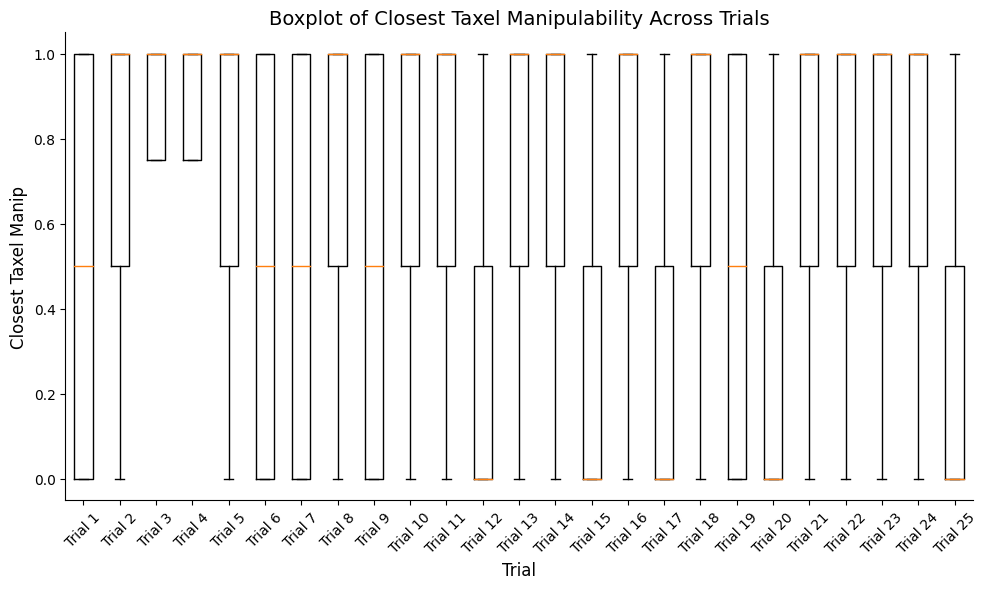 Boxplot of Closest Taxel Manipulability Across Trials
Closest Taxel Manip
1.0
0.8
0.6
0.4
0.2
0.0
Trial 1
Trial 2
Trial 3
Trial 4
Trial 5
Trial 6
Trial 7
Trial 8
Trial 9
Trial 10
Trial 11
Trial 12
Trial 13
Trial 14
Trial 15
Trial 16
Trial 17
Trial 18
Trial 19
Trial 20
Trial 21
Trial 22
Trial 23
Trial 24
Trial 25
Trial